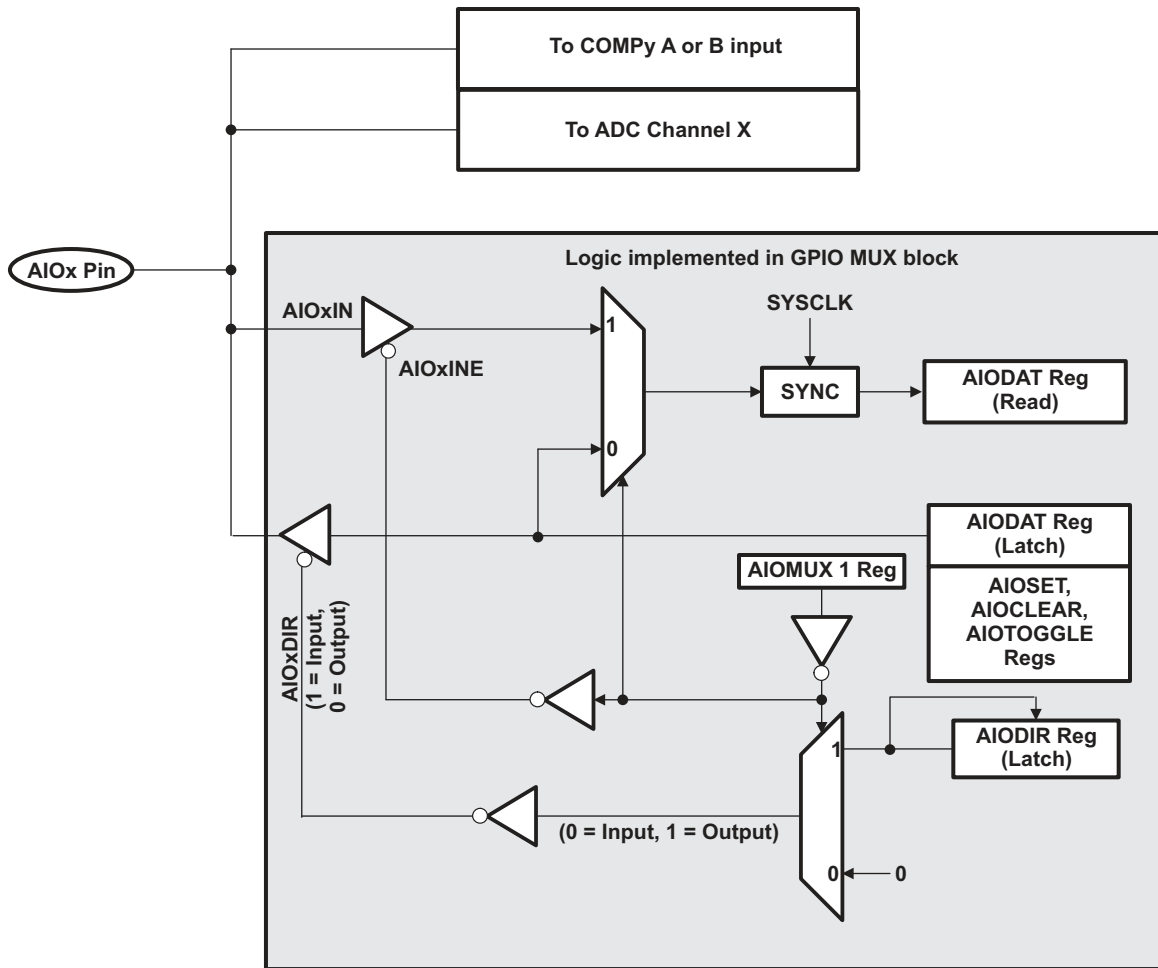 To COMPy A or B input
To ADC Channel X
AIOx Pin
Logic implemented in GPIO MUX block
AIOxIN
AIOxINE
1
0
SYSCLK
SYNC
AIODAT Reg
(Read)
AIODAT Reg
(Latch)
AIOSET,
AIOCLEAR,
AIOTOGGLE
Regs
AIOMUX 1 Reg
AIOxDIR
(1 = Input,
0 = Output)
1
AIODIR Reg
(Latch)
(0 = Input, 1 = Output)
0
0